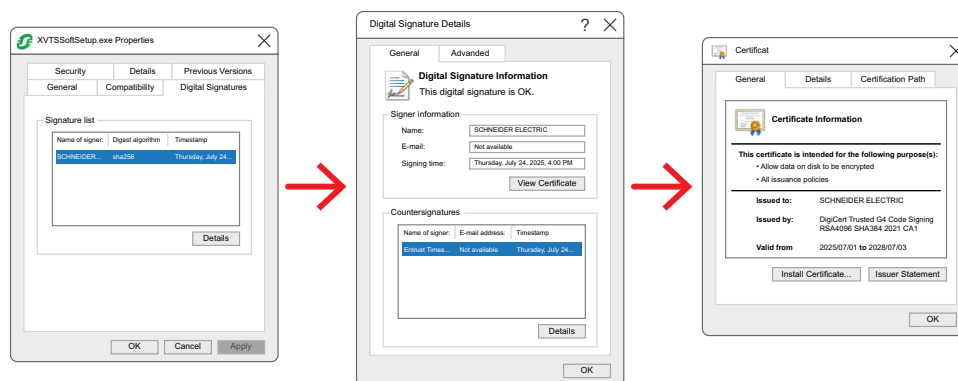 XVTSSoftSetup.exe Properties
Security Details Previous Versions
General Compatibility Digital Signatures
Signature list
Name of signer: Digest algorithm Timestamp
SCHNEIDER... sha256 Thursday, July 24...
Details
OK Cancel Apply
Digital Signature Details ?
General Advanded
Digital Signature Information
This digital signature is OK.
Signer information
Name: SCHNEIDER ELECTRIC
E-mail: Not available
Signing time: Thursday, July 24, 2025, 4:00 PM
View Certificate
Countersignatures
Name of signer: E-mail address: Timestamp
Entrust Times... Not available Thursday, July 24...
Details
OK
Certificat
General Details Certification Path
Certificate Information
This certificate is intended for the following purpose(s):
• Allow data on disk to be encrypted
• All issuance policies
Issued to: SCHNEIDER ELECTRIC
Issued by: DigiCert Trusted G4 Code Signing
RSA4096 SHA384 2021 CA1
Valid from 2025/07/01 to 2028/07/03
Install Certificate... Issuer Statement
OK